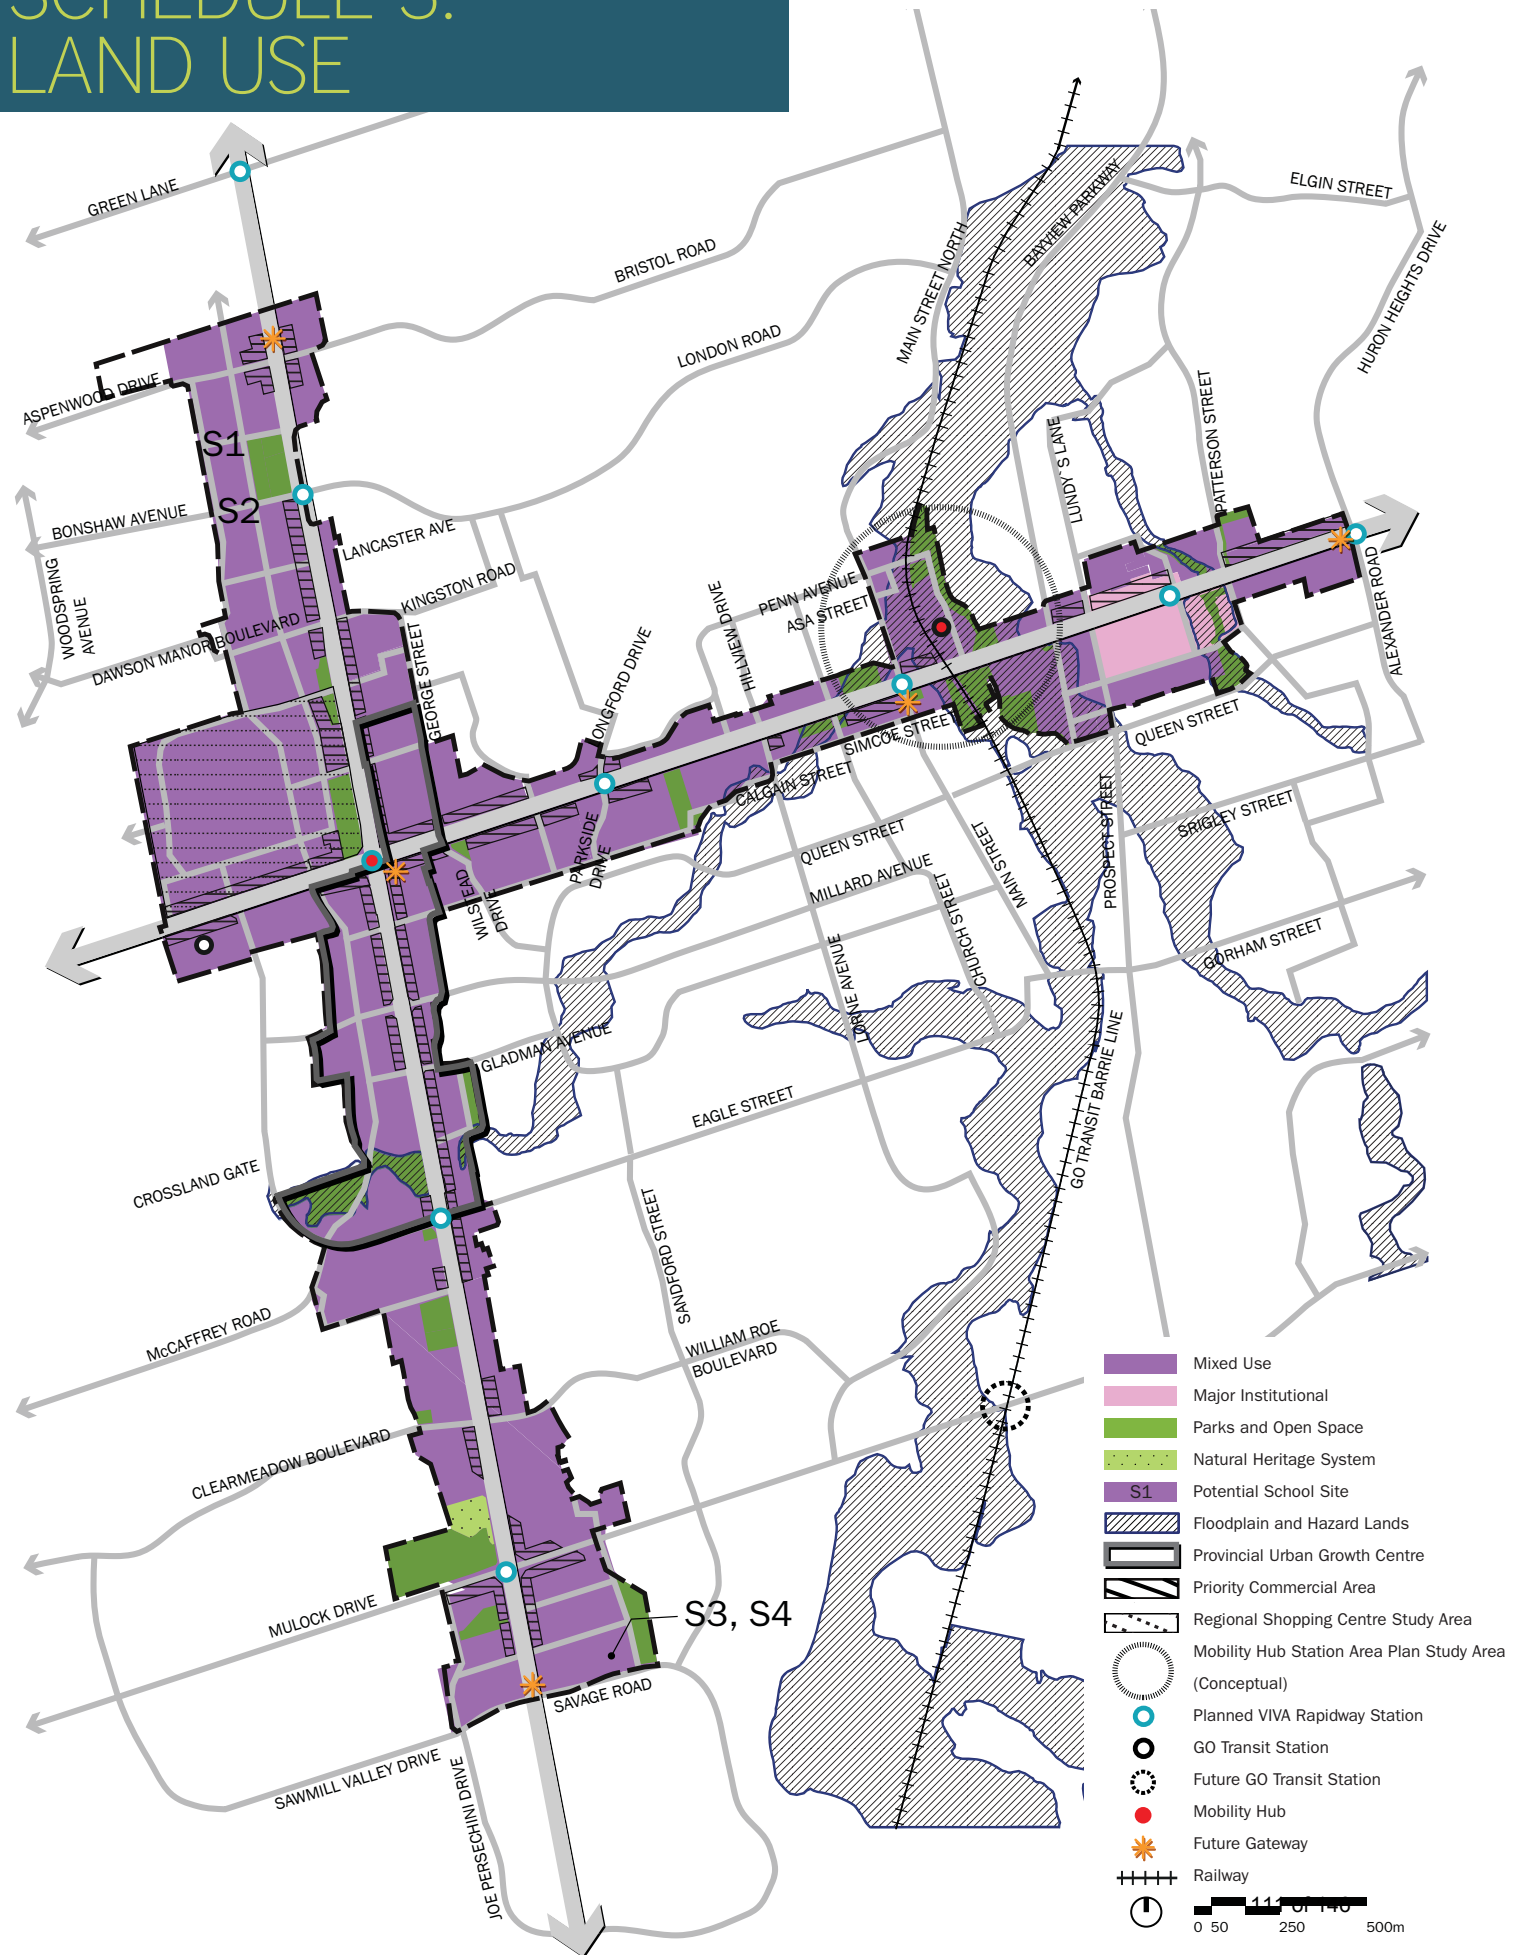 SCHEDULE 3:
LAND USE
GREEN LANE
BRISTOL ROAD
LONDON ROAD
MAIN STREET NORTH
BAYVIEW PARKWAY
ELGIN STREET
HURON HEIGHTS DRIVE
ASPENWOOD DRIVE
S1
S2
BONSHAW AVENUE
WOODSPRING
AVENUE
LANCASTER AVE
KINGSTON ROAD
DAWSON MANOR BOULEVARD
GEORGE STREET
LONGFORD DRIVE
HILLVIEW DRIVE
PENN AVENUE
ASA STREET
LUNDY'S LANE
PATTERSON STREET
ALEXANDER ROAD
SIMCOE STREET
CALGAIN STREET
QUEEN STREET
PARKSIDE
DRIVE
WILSTEAD
DRIVE
QUEEN STREET
MILLARD AVENUE
MAIN STREET
CHURCH STREET
LORNE AVENUE
PROSPECT STREET
SRIGLEY STREET
GORHAM STREET
GLADMAN AVENUE
EAGLE STREET
GO TRANSIT BARRIE LINE
CROSSLAND GATE
SANDFORD STREET
McCAFFREY ROAD
WILLIAM ROE
BOULEVARD
CLEARMEADOW BOULEVARD
MULOCK DRIVE
S3, S4
SAVAGE ROAD
SAWMILL VALLEY DRIVE
JOE PERSECHINI DRIVE
Mixed Use
Major Institutional
Parks and Open Space
Natural Heritage System
S1 Potential School Site
Floodplain and Hazard Lands
Provincial Urban Growth Centre
Priority Commercial Area
Regional Shopping Centre Study Area
Mobility Hub Station Area Plan Study Area
(Conceptual)
Planned VIVA Rapidway Station
GO Transit Station
Future GO Transit Station
Mobility Hub
Future Gateway
Railway
111 of 146
0 50 250 500m